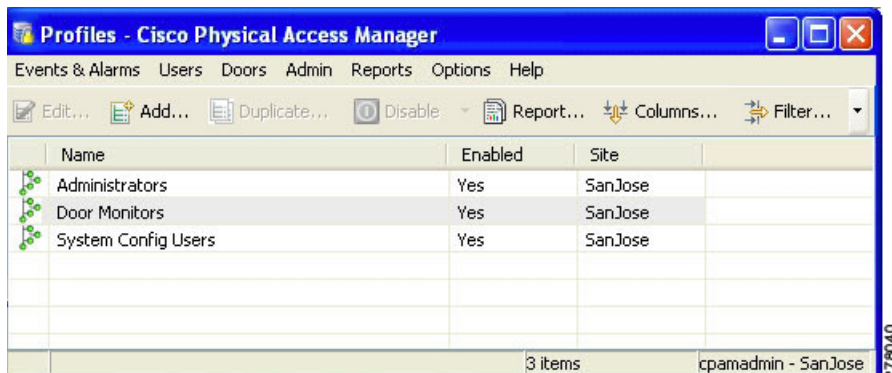 Profiles - Cisco Physical Access Manager
Events & Alarms Users Doors Admin Reports Options Help
Edit... Add... Duplicate... Disable Report... Columns... Filter...
Name Enabled Site
Administrators Yes SanJose
Door Monitors Yes SanJose
System Config Users Yes SanJose
3 items cpamadmin - SanJose
278049